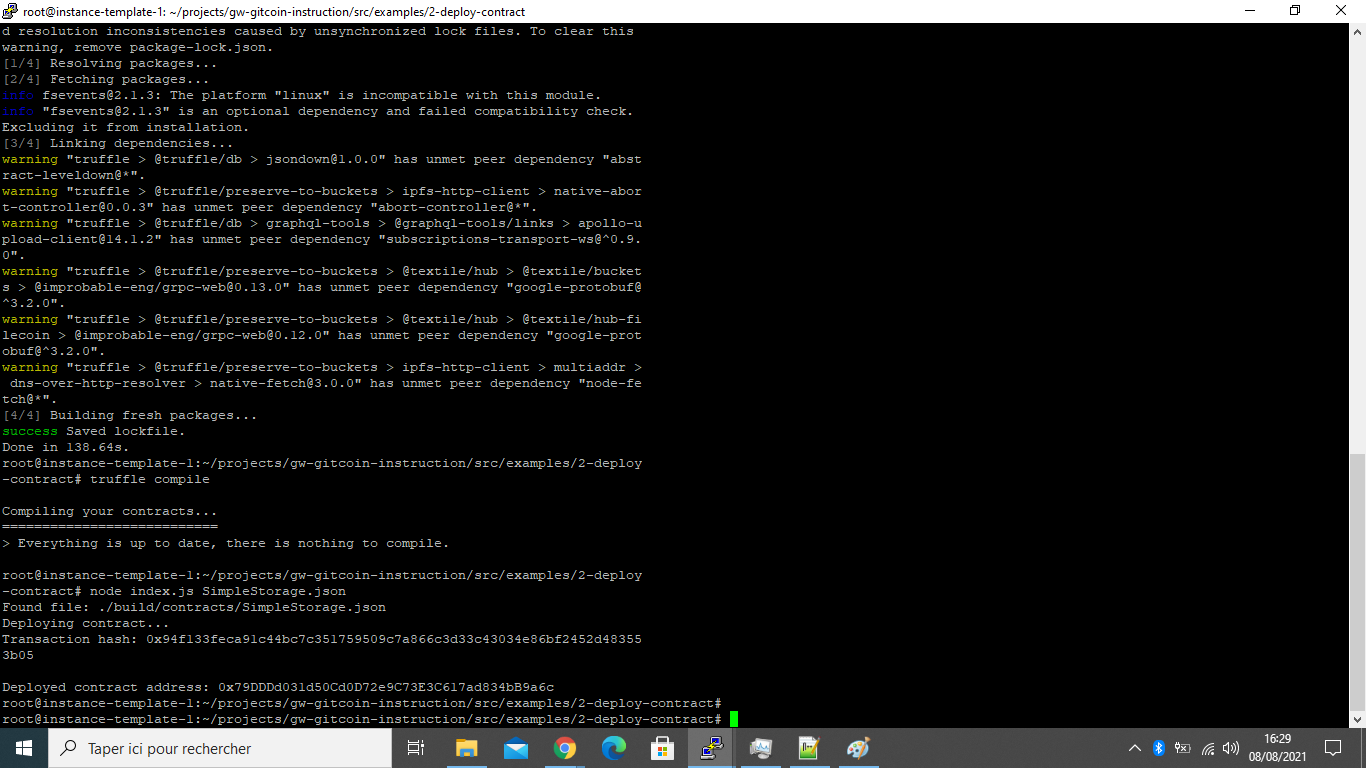 root@instance-template-1: ~/projects/gw-gitcoin-instruction/src/examples/2-deploy-contract
d resolution inconsistencies caused by unsynchronized lock files. To clear this
warning, remove package-lock.json.
[1/4] Resolving packages...
[2/4] Fetching packages...
info fsevents@2.1.3: The platform "linux" is incompatible with this module.
info "fsevents@2.1.3" is an optional dependency and failed compatibility check.
Excluding it from installation.
[3/4] Linking dependencies...
warning "truffle > @truffle/db > jsondown@1.0.0" has unmet peer dependency "abst
ract-leveldown@*".
warning "truffle > @truffle/preserve-to-buckets > ipfs-http-client > native-abor
t-controller@0.0.3" has unmet peer dependency "abort-controller@*".
warning "truffle > @truffle/db > graphql-tools > @graphql-tools/links > apollo-u
pload-client@14.1.2" has unmet peer dependency "subscriptions-transport-ws@^0.9.
0".
warning "truffle > @truffle/preserve-to-buckets > @textile/hub > @textile/bucket
s > @improbable-eng/grpc-web@0.13.0" has unmet peer dependency "google-protobuf@
^3.2.0".
warning "truffle > @truffle/preserve-to-buckets > @textile/hub > @textile/hub-fi
lecoin > @improbable-eng/grpc-web@0.12.0" has unmet peer dependency "google-prot
obuf@^3.2.0".
warning "truffle > @truffle/preserve-to-buckets > ipfs-http-client > multiaddr >
 dns-over-http-resolver > native-fetch@3.0.0" has unmet peer dependency "node-fe
tch@*".
[4/4] Building fresh packages...
success Saved lockfile.
Done in 138.64s.
root@instance-template-1:~/projects/gw-gitcoin-instruction/src/examples/2-deploy
-contract# truffle compile
Compiling your contracts...
===========================
> Everything is up to date, there is nothing to compile.
root@instance-template-1:~/projects/gw-gitcoin-instruction/src/examples/2-deploy
-contract# node index.js SimpleStorage.json
Found file: ./build/contracts/SimpleStorage.json
Deploying contract...
Transaction hash: 0x94f133feca91c44bc7c351759509c7a866c3d33c43034e86bf2452d48355
3b05
Deployed contract address: 0x79DDDd031d50Cd0D72e9C73E3C617ad834bB9a6c
root@instance-template-1:~/projects/gw-gitcoin-instruction/src/examples/2-deploy-contract#
root@instance-template-1:~/projects/gw-gitcoin-instruction/src/examples/2-deploy-contract#
Taper ici pour rechercher
16:29
08/08/2021